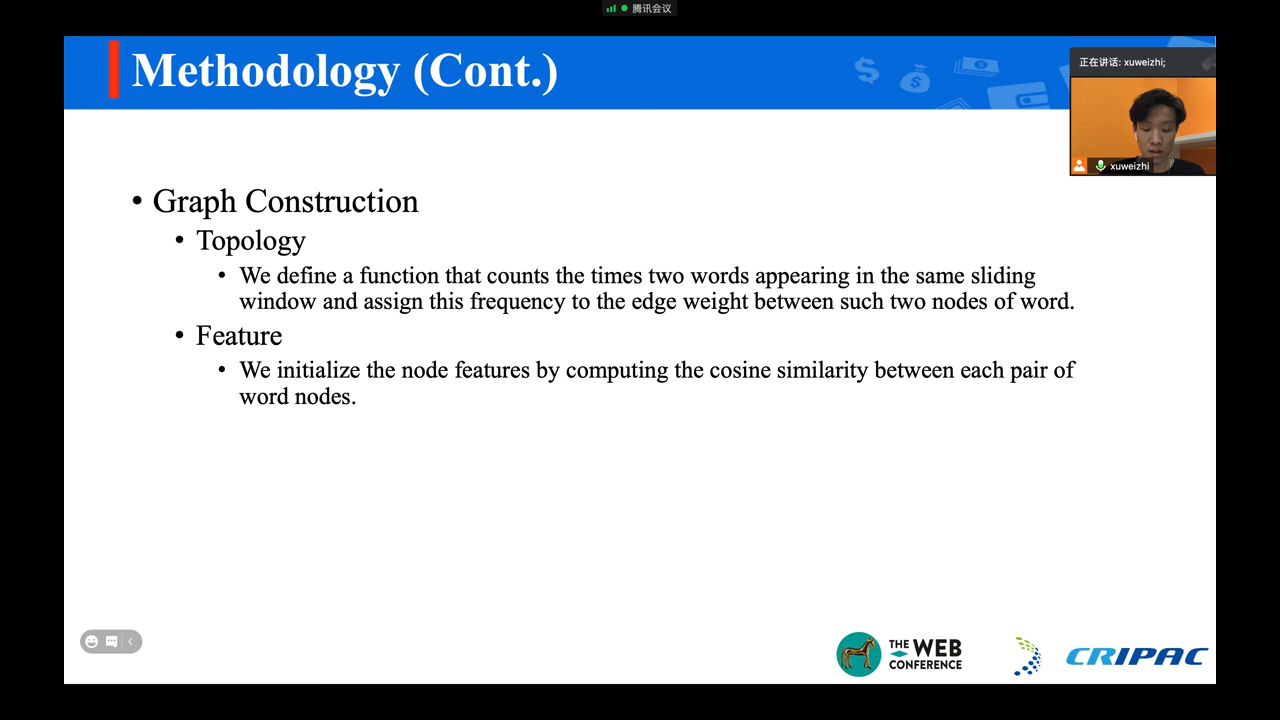 腾讯会议
Methodology (Cont.)
正在讲话: xuweizhi;
xuweizhi
• Graph Construction
• Topology
• We define a function that counts the times two words appearing in the same sliding
window and assign this frequency to the edge weight between such two nodes of word.
• Feature
• We initialize the node features by computing the cosine similarity between each pair of
word nodes.
THE WEB
CONFERENCE
CRIPAC